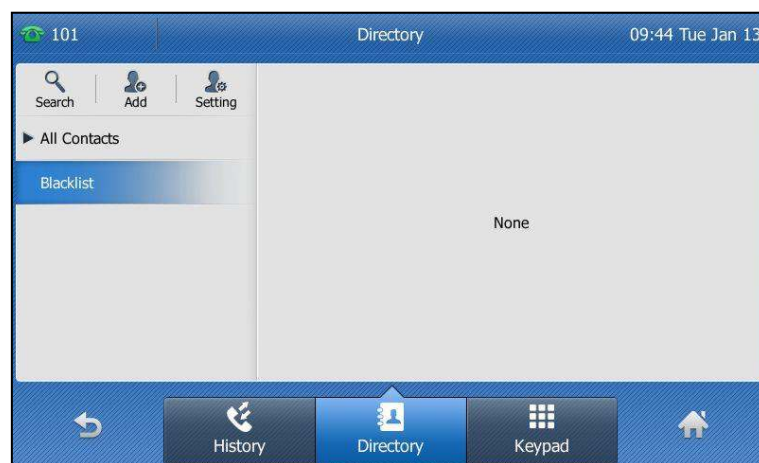 101 Directory 09:44 Tue Jan 13
Search Add Setting
All Contacts
Blacklist
None
History Directory Keypad